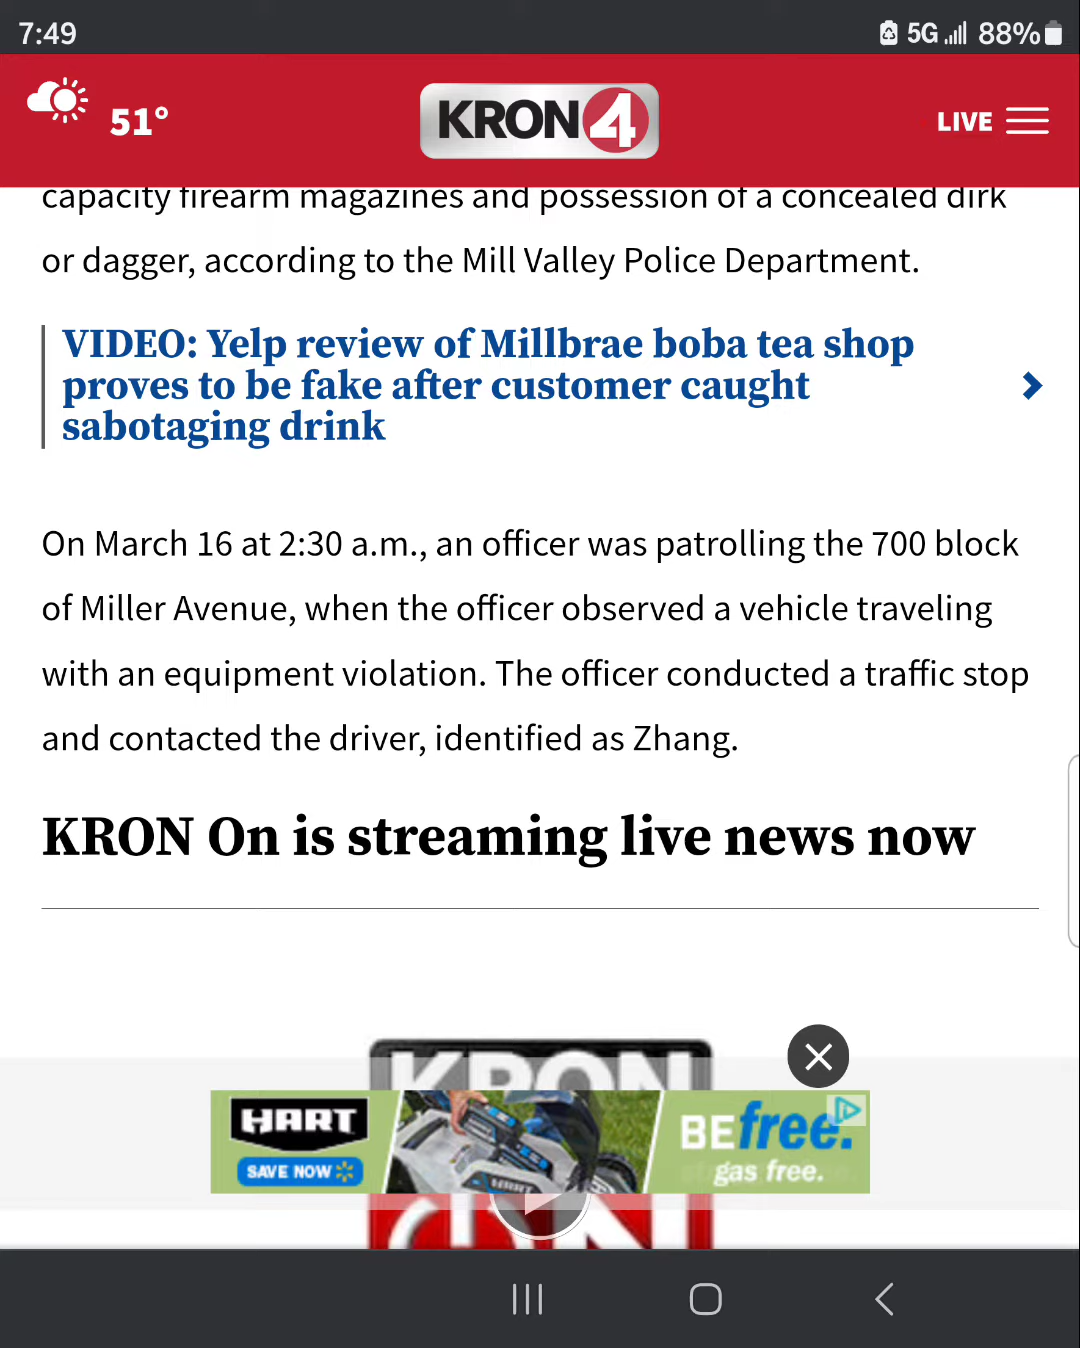 7:49
5G 88%
51°
KRON4
LIVE
capacity firearm magazines and possession of a concealed dirk
or dagger, according to the Mill Valley Police Department.
VIDEO: Yelp review of Millbrae boba tea shop
proves to be fake after customer caught
sabotaging drink
On March 16 at 2:30 a.m., an officer was patrolling the 700 block
of Miller Avenue, when the officer observed a vehicle traveling
with an equipment violation. The officer conducted a traffic stop
and contacted the driver, identified as Zhang.
KRON On is streaming live news now
KRON
HART
BE free.
SAVE NOW
gas free.
HART
ON